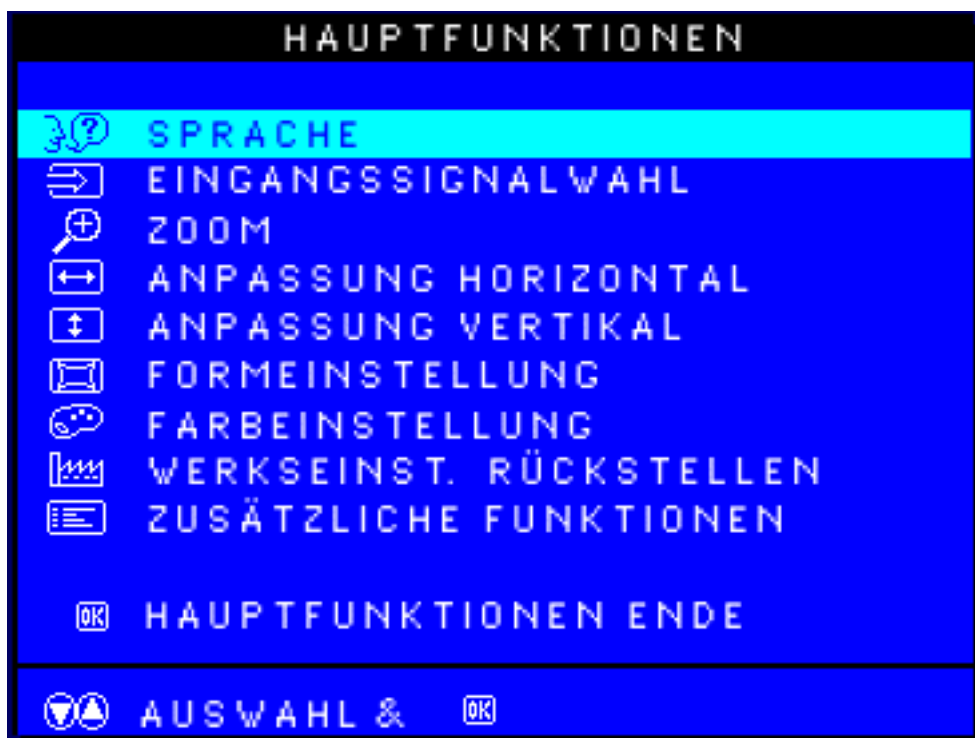 HAUPTFUNKTIONEN
SPRACHE
EINGANGSSIGNALWAHL
ZOOM
ANPASSUNG HORIZONTAL
ANPASSUNG VERTIKAL
FORMEINSTELLUNG
FARBEINSTELLUNG
WERKSEINST. RÜCKSTELLEN
ZUSÄTZLICHE FUNKTIONEN
OK HAUPTFUNKTIONEN ENDE
AUSWAHL & OK